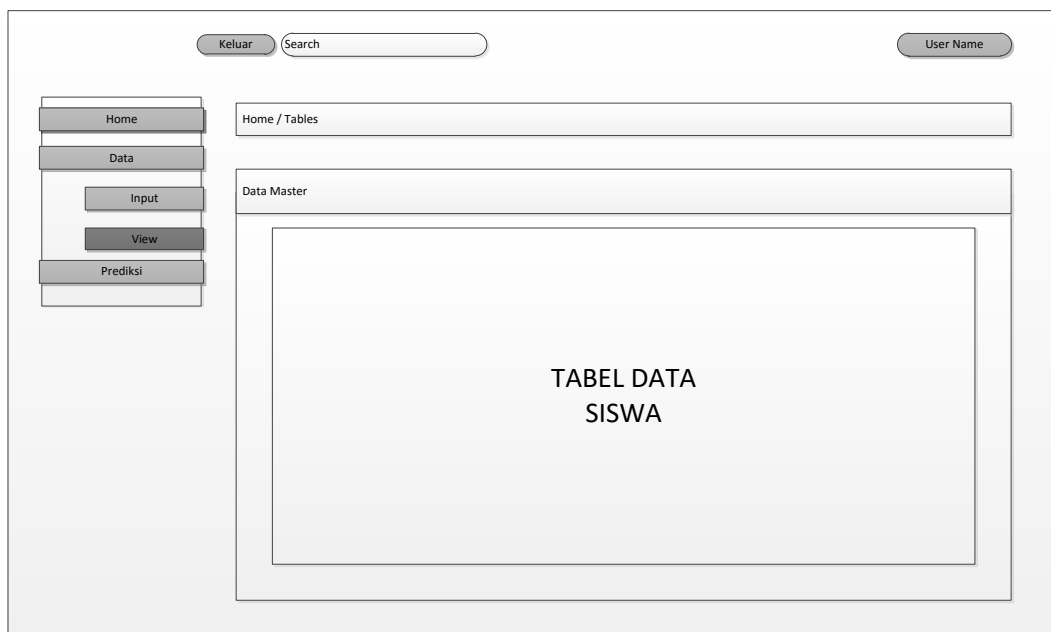 Keluar
Search
User Name
Home
Data
Input
View
Prediksi
Home / Tables
Data Master
TABEL DATA
SISWA